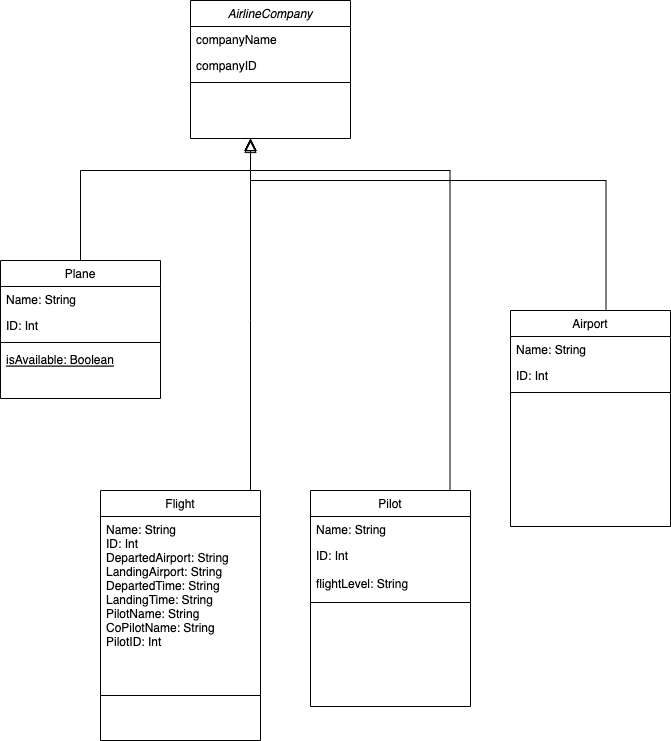 AirlineCompany
companyName
companyID
Plane
Name: String
ID: Int
isAvailable: Boolean
Airport
Name: String
ID: Int
Flight
Name: String
ID: Int
DepartedAirport: String
LandingAirport: String
DepartedTime: String
LandingTime: String
PilotName: String
CoPilotName: String
PilotID: Int
Pilot
Name: String
ID: Int
flightLevel: String